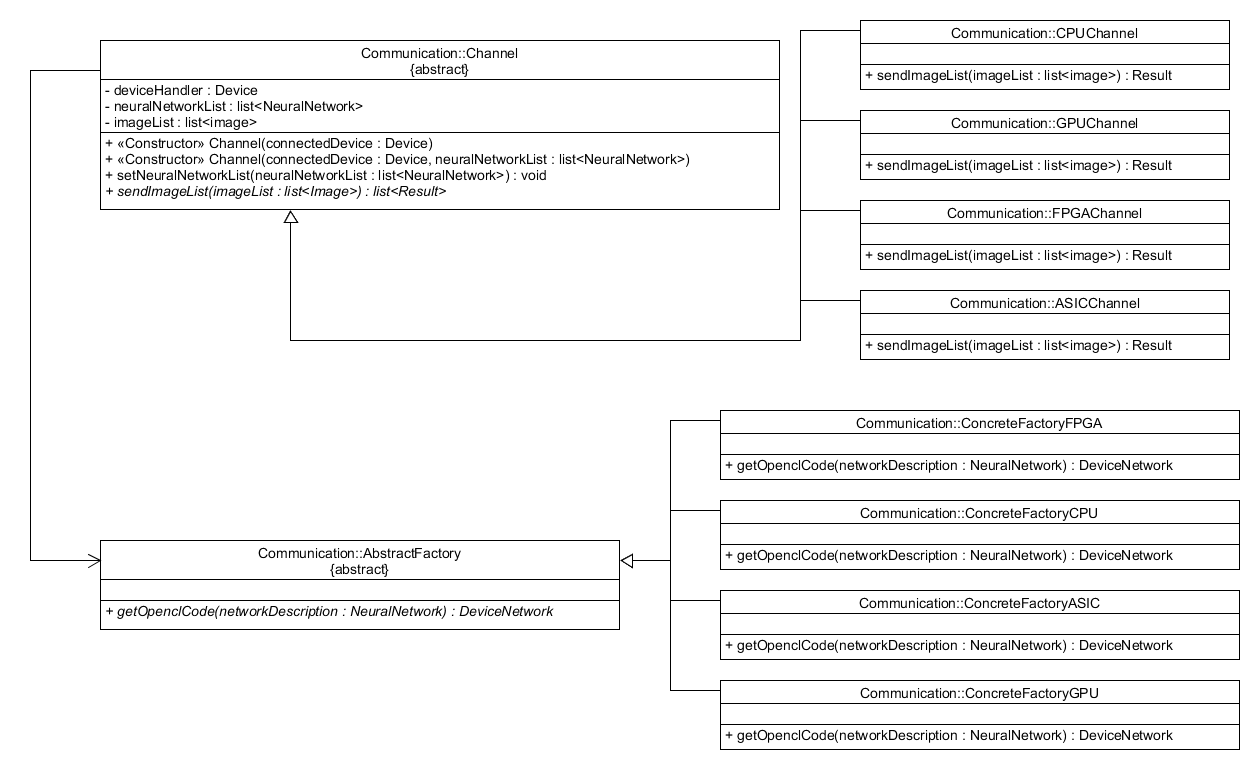 Communication::Channel
{abstract}
- deviceHandler : Device
- neuralNetworkList : list<NeuralNetwork>
- imageList : list<image>
+ «Constructor» Channel(connectedDevice : Device)
+ «Constructor» Channel(connectedDevice : Device, neuralNetworkList : list<NeuralNetwork>)
+ setNeuralNetworkList(neuralNetworkList : list<NeuralNetwork>) : void
+ sendImageList(imageList : list<Image>) : list<Result>
Communication::CPUChannel
+ sendImageList(imageList : list<image>) : Result
Communication::GPUChannel
+ sendImageList(imageList : list<image>) : Result
Communication::FPGAChannel
+ sendImageList(imageList : list<image>) : Result
Communication::ASICChannel
+ sendImageList(imageList : list<image>) : Result
Communication::AbstractFactory
{abstract}
+ getOpenclCode(networkDescription : NeuralNetwork) : DeviceNetwork
Communication::ConcreteFactoryFPGA
+ getOpenclCode(networkDescription : NeuralNetwork) : DeviceNetwork
Communication::ConcreteFactoryCPU
+ getOpenclCode(networkDescription : NeuralNetwork) : DeviceNetwork
Communication::ConcreteFactoryASIC
+ getOpenclCode(networkDescription : NeuralNetwork) : DeviceNetwork
Communication::ConcreteFactoryGPU
+ getOpenclCode(networkDescription : NeuralNetwork) : DeviceNetwork